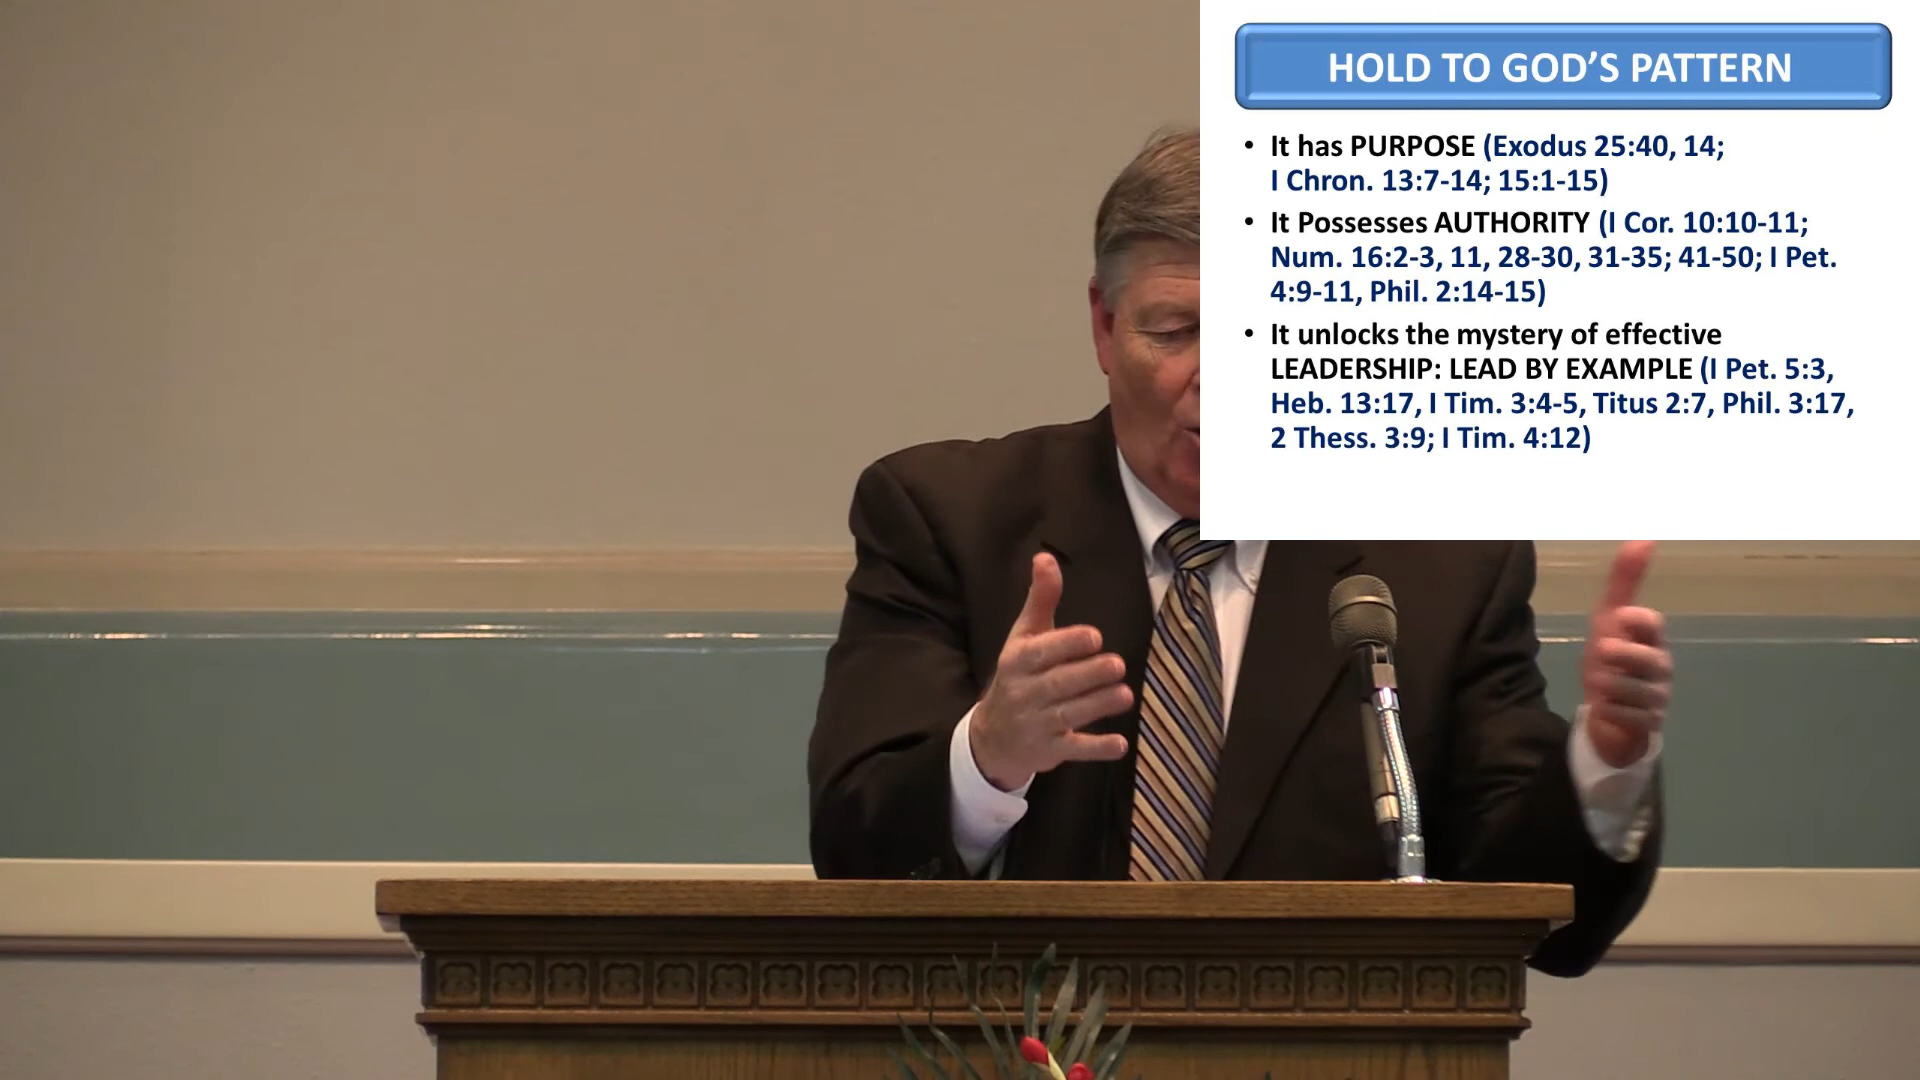 HOLD TO GOD'S PATTERN
• It has PURPOSE (Exodus 25:40, 14;
I Chron. 13:7-14; 15:1-15)
• It Possesses AUTHORITY (I Cor. 10:10-11;
Num. 16:2-3, 11, 28-30, 31-35; 41-50; I Pet.
4:9-11, Phil. 2:14-15)
• It unlocks the mystery of effective
LEADERSHIP: LEAD BY EXAMPLE (I Pet. 5:3,
Heb. 13:17, I Tim. 3:4-5, Titus 2:7, Phil. 3:17,
2 Thess. 3:9; I Tim. 4:12)